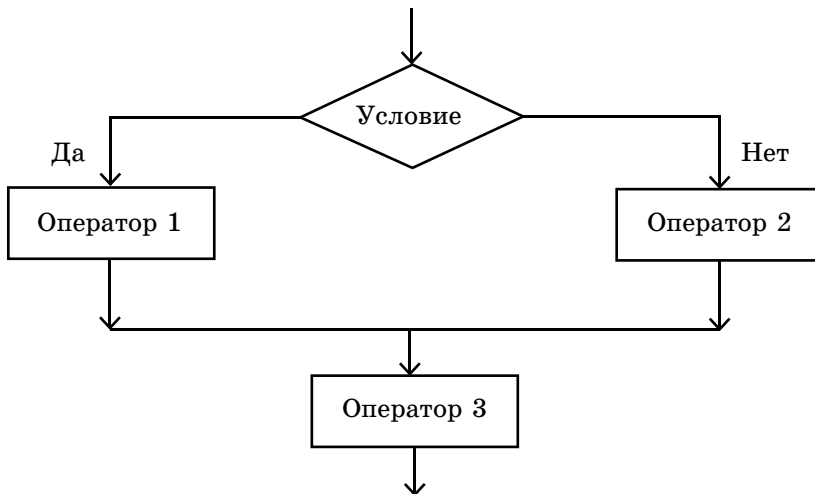 Условие
Да
Нет
Оператор 1
Оператор 2
Оператор 3